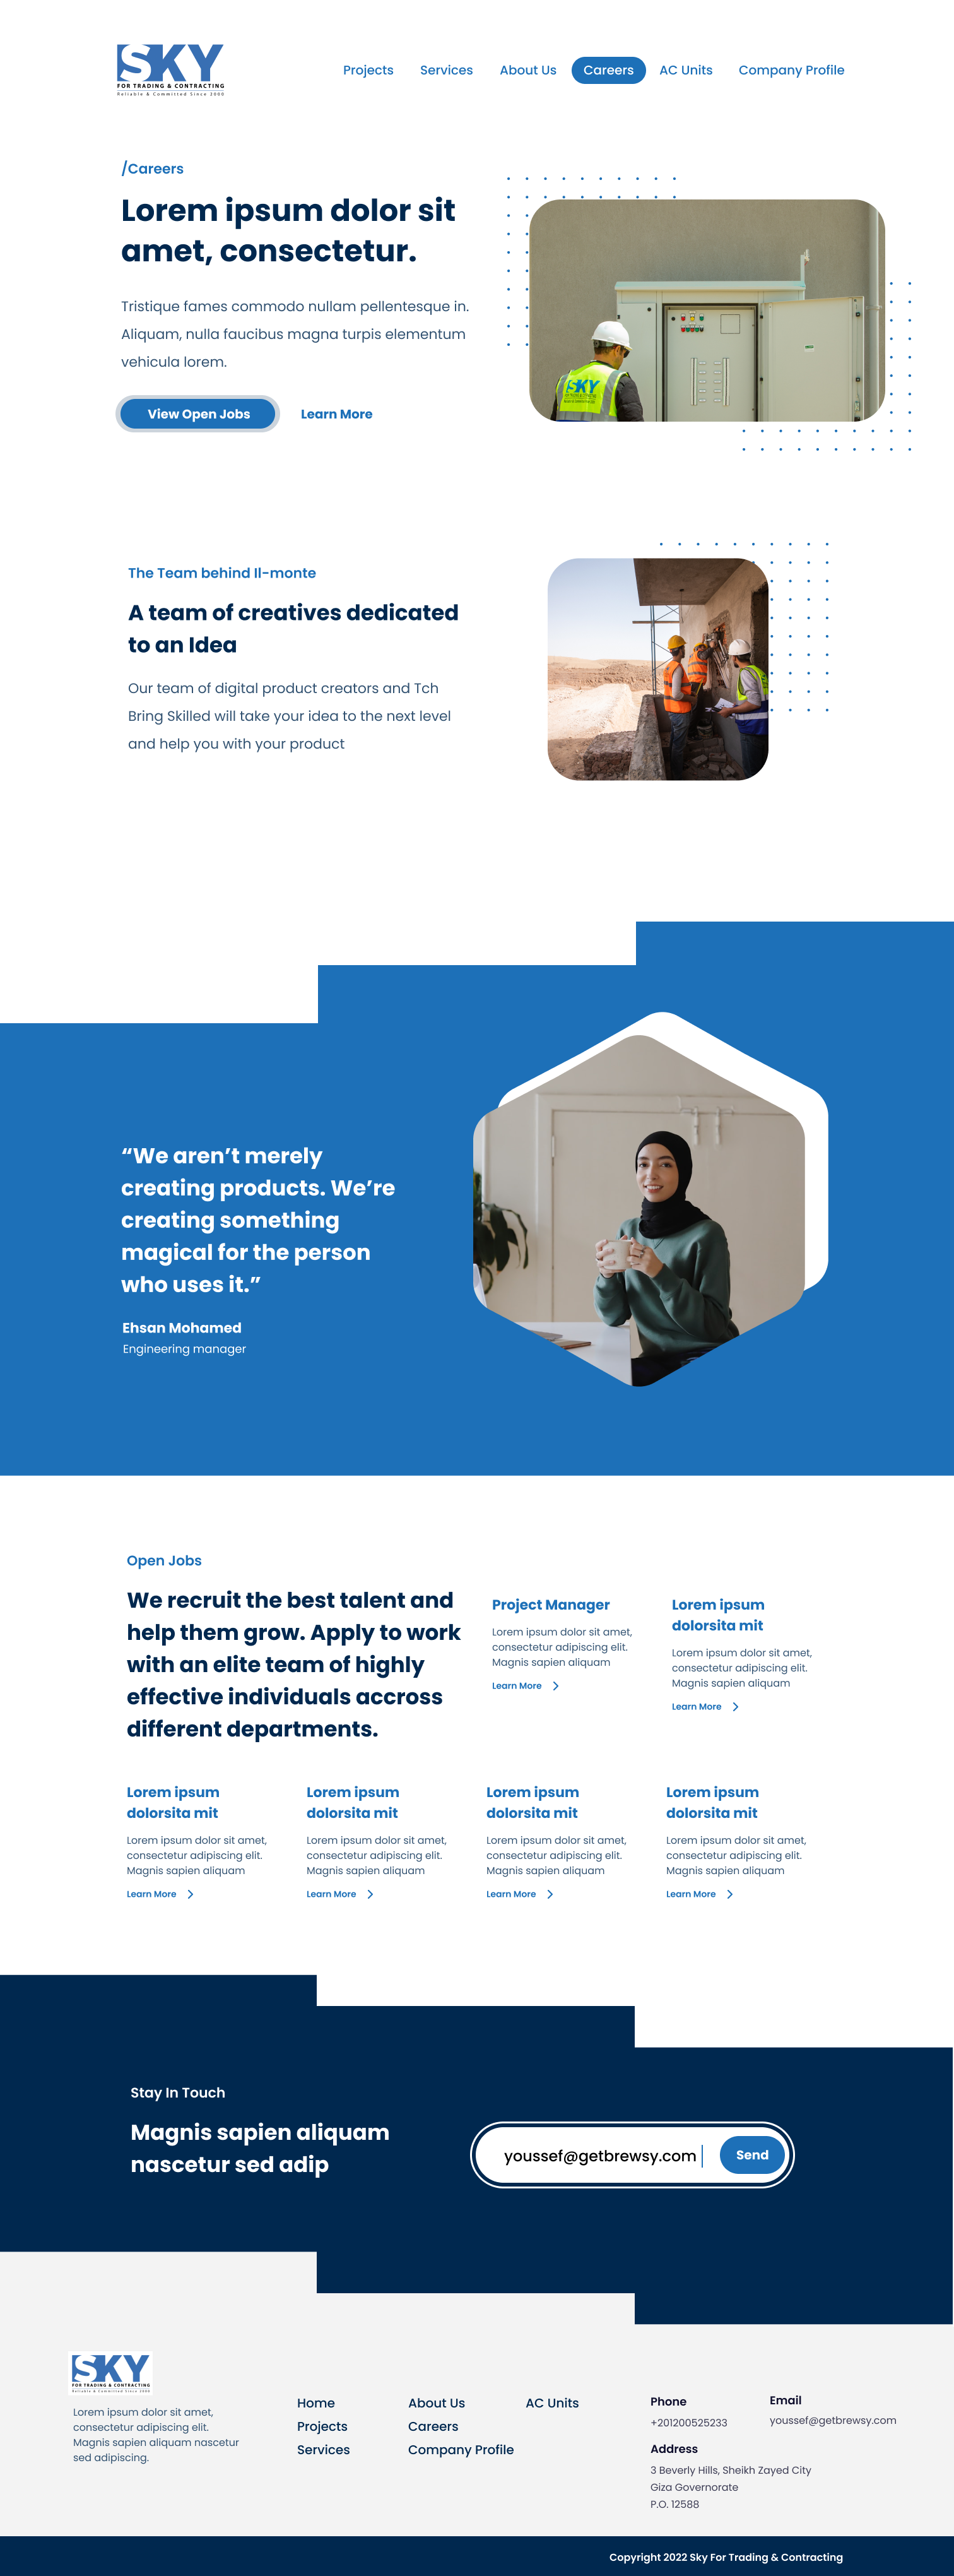 SKY
FOR TRADING & CONTRACTING
Reliable & Committed Since 2000
Projects
Services
About Us
Careers
AC Units
Company Profile
/Careers
Lorem ipsum dolor sit
amet, consectetur.
Tristique fames commodo nullam pellentesque in.
Aliquam, nulla faucibus magna turpis elementum
vehicula lorem.
View Open Jobs
Learn More
SKY
The Team behind Il-monte
A team of creatives dedicated
to an Idea
Our team of digital product creators and Tch
Bring Skilled will take your idea to the next level
and help you with your product
“We aren’t merely
creating products. We’re
creating something
magical for the person
who uses it.”
Ehsan Mohamed
Engineering manager
Open Jobs
We recruit the best talent and
help them grow. Apply to work
with an elite team of highly
effective individuals accross
different departments.
Project Manager
Lorem ipsum dolor sit amet,
consectetur adipiscing elit.
Magnis sapien aliquam
Learn More
Lorem ipsum
dolorsita mit
Lorem ipsum dolor sit amet,
consectetur adipiscing elit.
Magnis sapien aliquam
Learn More
Lorem ipsum
dolorsita mit
Lorem ipsum dolor sit amet,
consectetur adipiscing elit.
Magnis sapien aliquam
Learn More
Lorem ipsum
dolorsita mit
Lorem ipsum dolor sit amet,
consectetur adipiscing elit.
Magnis sapien aliquam
Learn More
Lorem ipsum
dolorsita mit
Lorem ipsum dolor sit amet,
consectetur adipiscing elit.
Magnis sapien aliquam
Learn More
Lorem ipsum
dolorsita mit
Lorem ipsum dolor sit amet,
consectetur adipiscing elit.
Magnis sapien aliquam
Learn More
Stay In Touch
Magnis sapien aliquam
nascetur sed adip
youssef@getbrewsy.com
Send
SKY
FOR TRADING & CONTRACTING
Reliable & Committed Since 2000
Lorem ipsum dolor sit amet,
consectetur adipiscing elit.
Magnis sapien aliquam nascetur
sed adipiscing.
Home
Projects
Services
About Us
Careers
Company Profile
AC Units
Phone
+201200525233
Email
youssef@getbrewsy.com
Address
3 Beverly Hills, Sheikh Zayed City
Giza Governorate
P.O. 12588
Copyright 2022 Sky For Trading & Contracting